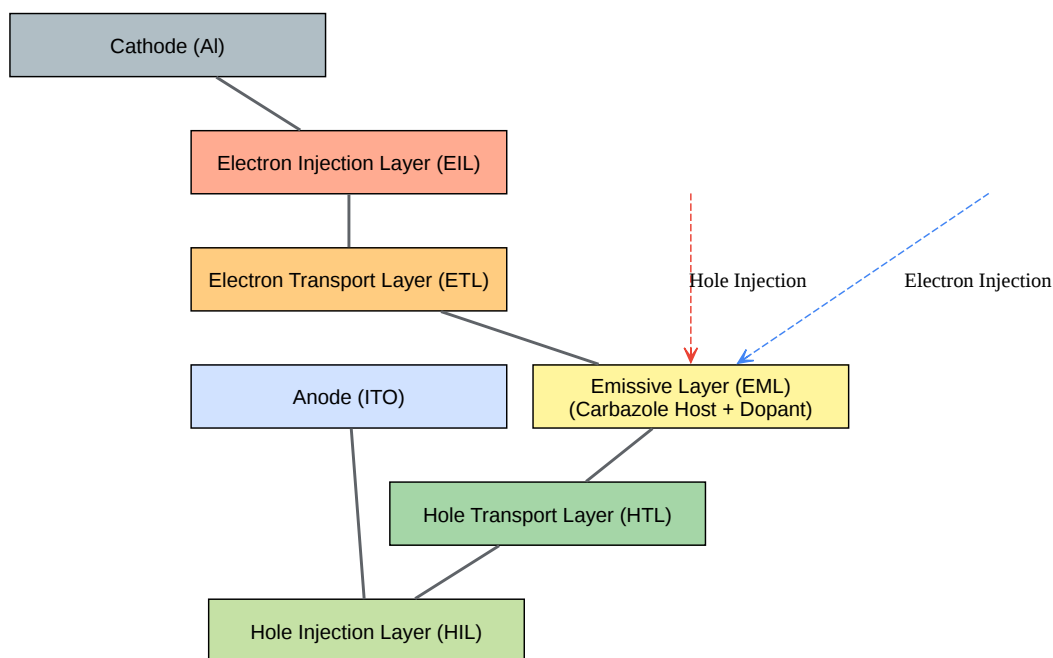 Cathode (Al)
Electron Injection Layer (EIL)
Electron Transport Layer (ETL)
Hole Injection
Electron Injection
Anode (ITO)
Emissive Layer (EML)
(Carbazole Host + Dopant)
Hole Transport Layer (HTL)
Hole Injection Layer (HIL)